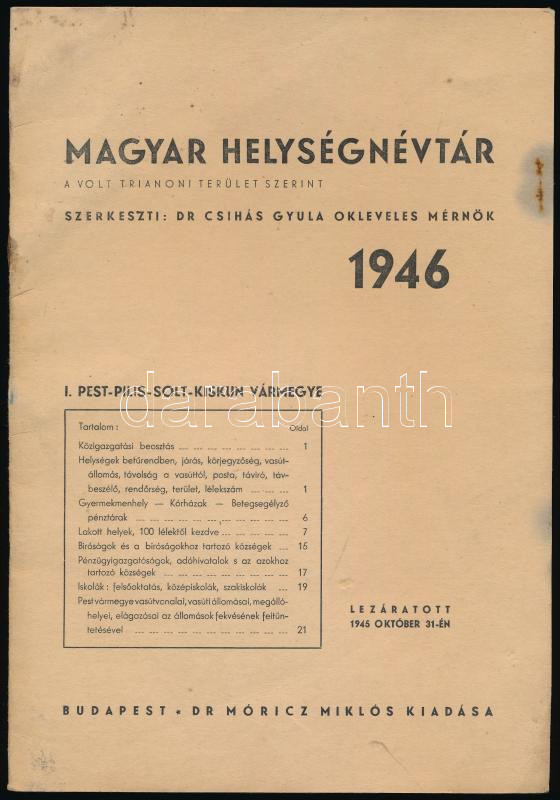 MAGYAR HELYSÉGNÉVTÁR
A VOLT TRIANONI TERÜLET SZERINT
SZERKESZTI: DR CSIHÁS GYULA OKLEVELES MÉRNÖK
1946
I. PEST-PILIS-SOLT-KISKUN VÁRMEGYE
darabanth
Tartalom: Oldal
Közigazgatási beosztás ... ... ... ... ... ... ... ... 1
Helységek betűrendben, járás, körjegyzőség, vasút-
állomás, távolság a vasúttól, posta, táviró, táv-
beszélő, rendőrség, terület, lélekszám ... ... ... 1
Gyermekmenhely — Kórházak — Betegsegélyző
pénztárak ... ... ... ... ... ... ... ... ... ... 6
Lakott helyek, 100 lélektől kezdve ... ... ... ... ... 7
Bíróságok és a bíróságokhoz tartozó községek ... 15
Pénzügyigazgatóságok, adóhivatalok s az azokhoz
tartozó községek ... ... ... ... ... ... ... ... 17
Iskolák: felsőoktatás, középiskolák, szakiskolák ... 19
Pest vármegye vasútvonalai, vasúti állomásai, megálló-
helyei, elágazásai az állomások fekvésének feltün-
tetésével ... ... ... ... ... ... ... ... ... ... 21
LEZÁRATOTT
1945 OKTÓBER 31-ÉN
BUDAPEST • DR MÓRICZ MIKLÓS KIADÁSA